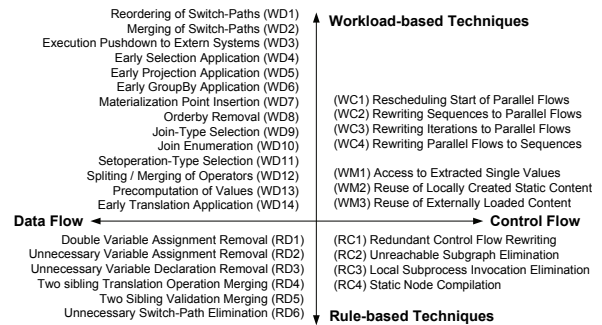 Reordering of Switch-Paths (WD1)
Merging of Switch-Paths (WD2)
Execution Pushdown to Extern Systems (WD3)
Early Selection Application (WD4)
Early Projection Application (WD5)
Early GroupBy Application (WD6)
Materialization Point Insertion (WD7)
Orderby Removal (WD8)
Join-Type Selection (WD9)
Join Enumeration (WD10)
Setoperation-Type Selection (WD11)
Spliting / Merging of Operators (WD12)
Precomputation of Values (WD13)
Early Translation Application (WD14)
Workload-based Techniques
(WC1) Rescheduling Start of Parallel Flows
(WC2) Rewriting Sequences to Parallel Flows
(WC3) Rewriting Iterations to Parallel Flows
(WC4) Rewriting Parallel Flows to Sequences
(WM1) Access to Extracted Single Values
(WM2) Reuse of Locally Created Static Content
(WM3) Reuse of Externally Loaded Content
Data Flow
Control Flow
Double Variable Assignment Removal (RD1)
Unnecessary Variable Assignment Removal (RD2)
Unnecessary Variable Declaration Removal (RD3)
Two sibling Translation Operation Merging (RD4)
Two Sibling Validation Merging (RD5)
Unnecessary Switch-Path Elimination (RD6)
(RC1) Redundant Control Flow Rewriting
(RC2) Unreachable Subgraph Elimination
(RC3) Local Subprocess Invocation Elimination
(RC4) Static Node Compilation
Rule-based Techniques